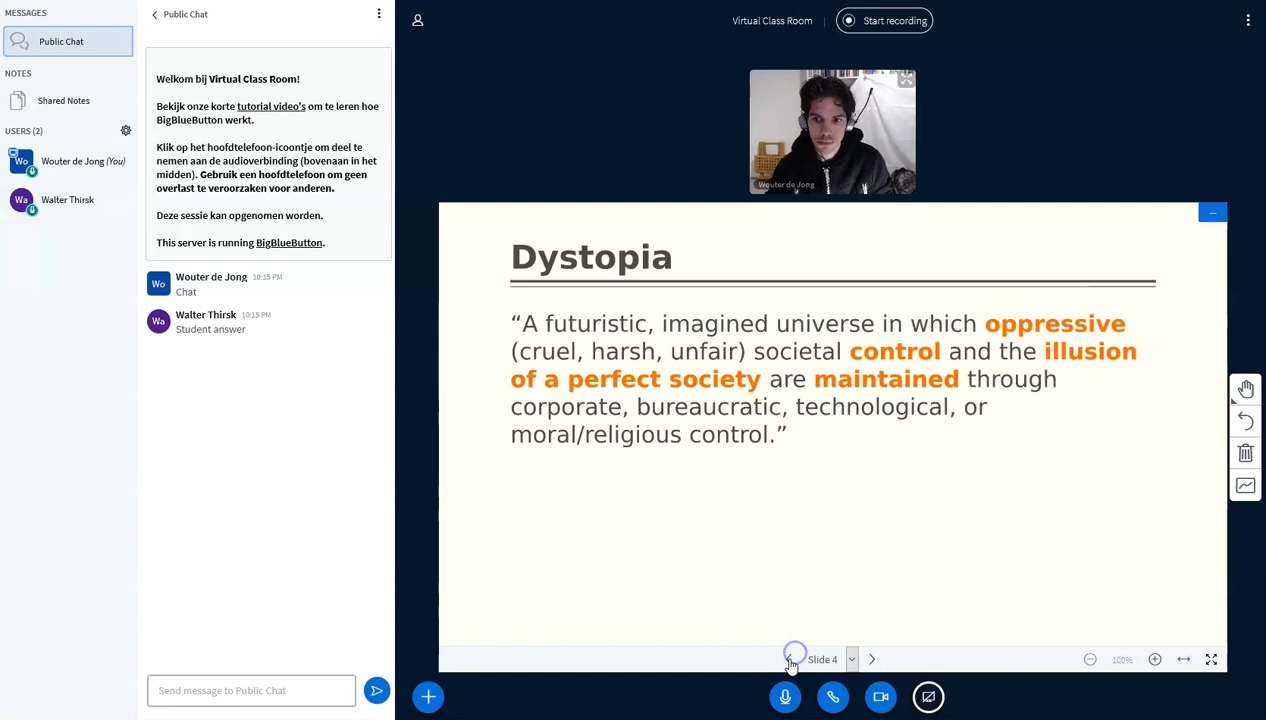 MESSAGES
Public Chat
NOTES
Shared Notes
USERS (2)
Wo
Wouter de Jong (You)
Wa
Walter Thirsk
Public Chat
Welkom bij Virtual Class Room!
Bekijk onze korte tutorial video's om te leren hoe
BigBlueButton werkt.
Klik op het hoofdtelefoon-icoontje om deel te
nemen aan de audioverbinding (bovenaan in het
midden). Gebruik een hoofdtelefoon om geen
overlast te veroorzaken voor anderen.
Deze sessie kan opgenomen worden.
This server is running BigBlueButton.
Wo
Wouter de Jong 10:15 PM
Chat
Wa
Walter Thirsk 10:15 PM
Student answer
Send message to Public Chat
Virtual Class Room
Start recording
Wouter de Jong
Dystopia
“A futuristic, imagined universe in which oppressive
(cruel, harsh, unfair) societal control and the illusion
of a perfect society are maintained through
corporate, bureaucratic, technological, or
moral/religious control.”
Slide 4
100%